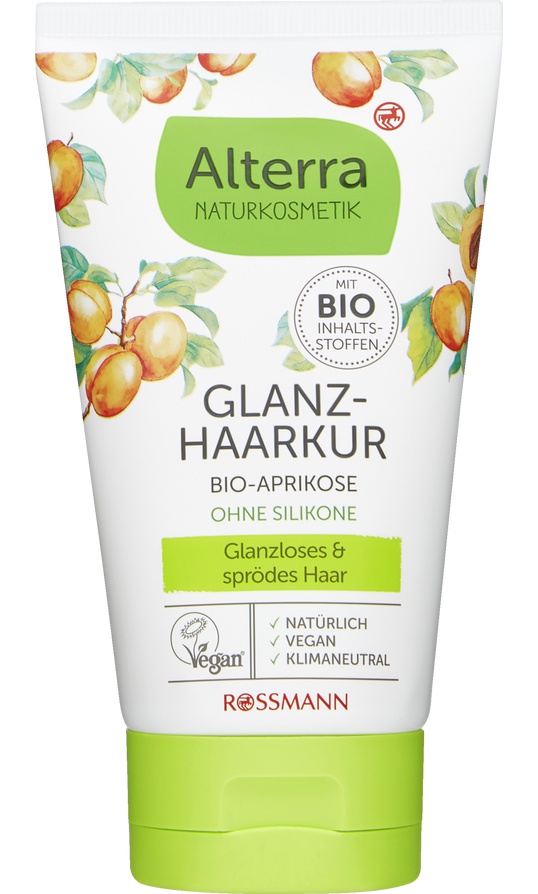 Alterra
NATURKOSMETIK
MIT
BIO
INHALTS-
STOFFEN
GLANZ-
HAARKUR
BIO-APRIKOSE
OHNE SILIKONE
Glanzloses &
sprödes Haar
Vegan
✓ NATÜRLICH
✓ VEGAN
✓ KLIMANEUTRAL
ROSSMANN